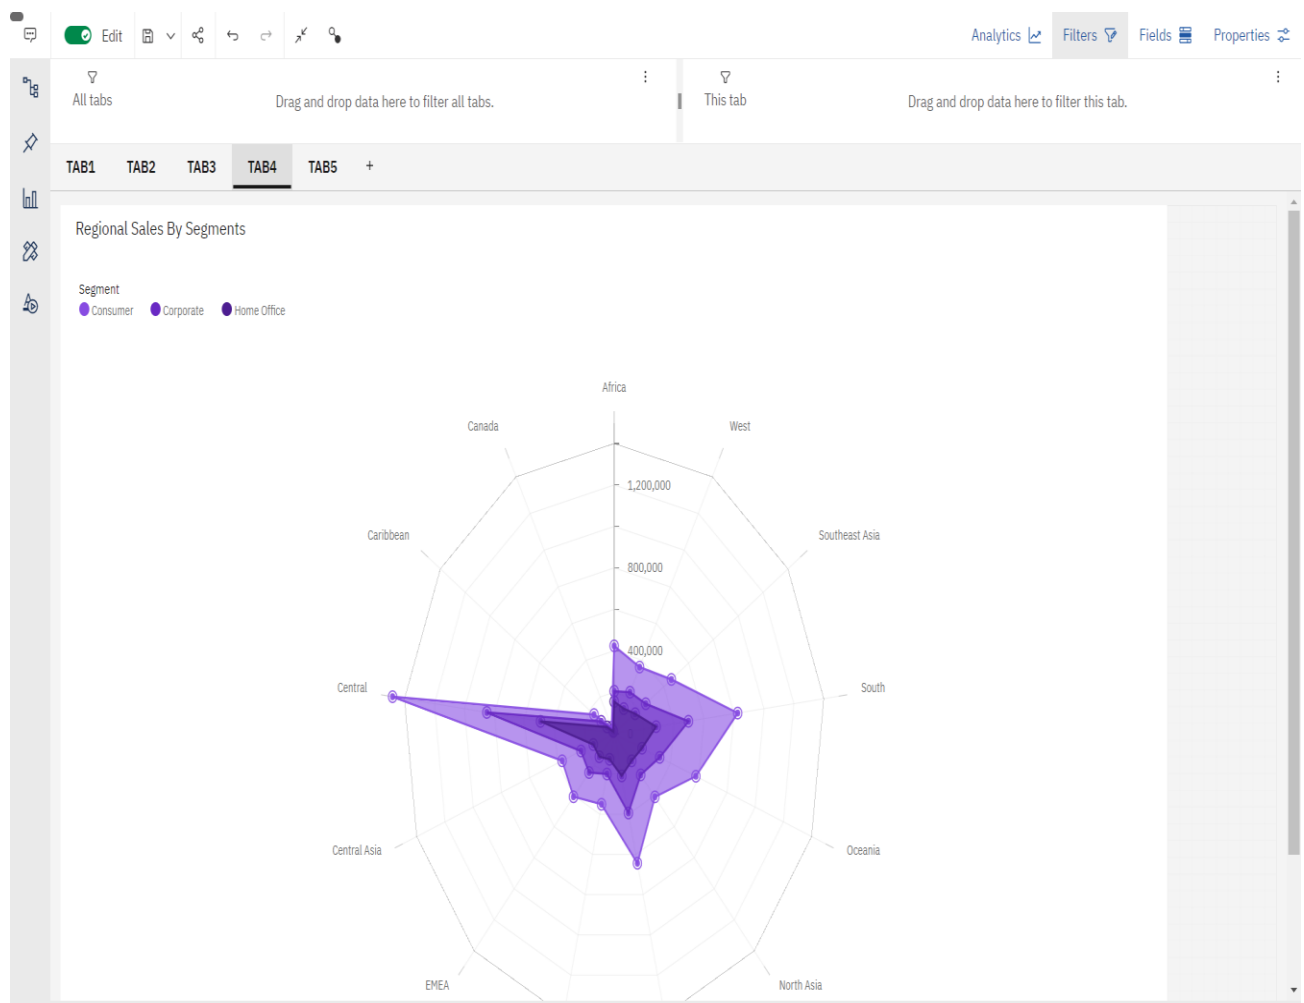 Edit
Analytics
Filters
Fields
Properties
All tabs
Drag and drop data here to filter all tabs.
This tab
Drag and drop data here to filter this tab.
TAB1 TAB2 TAB3 TAB4 TAB5 +
Regional Sales By Segments
Segment
Consumer Corporate Home Office
Africa
Canada
West
1,200,000
Caribbean
Southeast Asia
800,000
400,000
Central
South
Central Asia
Oceania
EMEA
North Asia